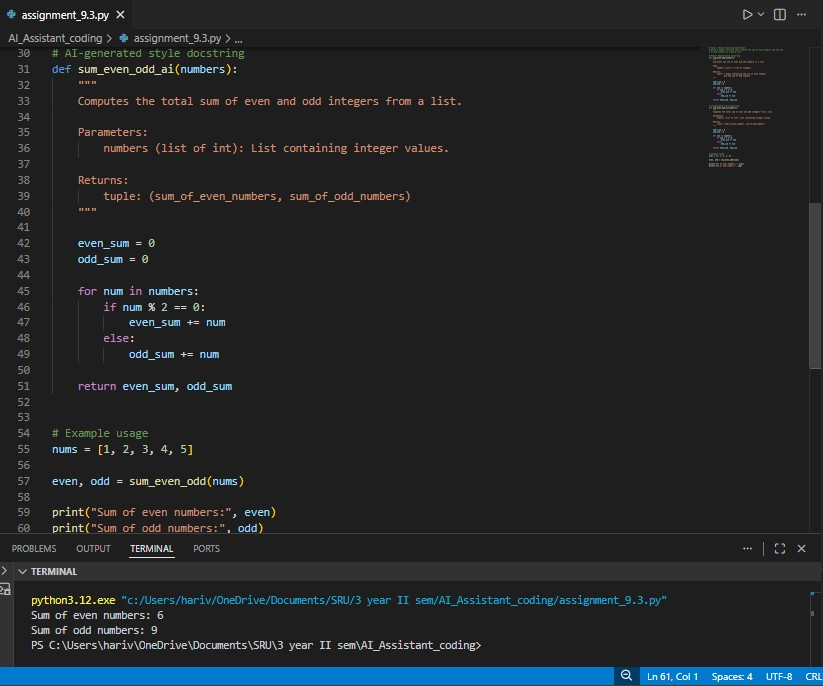 assignment_9.3.py
AI_Assistant_coding > assignment_9.3.py > ...
30 # AI-generated style docstring
31 def sum_even_odd_ai(numbers):
32     """
33     Computes the total sum of even and odd integers from a list.
34
35     Parameters:
36         numbers (list of int): List containing integer values.
37
38     Returns:
39         tuple: (sum_of_even_numbers, sum_of_odd_numbers)
40     """
41
42     even_sum = 0
43     odd_sum = 0
44
45     for num in numbers:
46         if num % 2 == 0:
47             even_sum += num
48         else:
49             odd_sum += num
50
51     return even_sum, odd_sum
52
53
54 # Example usage
55 nums = [1, 2, 3, 4, 5]
56
57 even, odd = sum_even_odd(nums)
58
59 print("Sum of even numbers:", even)
60 print("Sum of odd numbers:", odd)
PROBLEMS OUTPUT TERMINAL PORTS
TERMINAL
python3.12.exe "c:/Users/hariv/OneDrive/Documents/SRU/3 year II sem/AI_Assistant_coding/assignment_9.3.py"
Sum of even numbers: 6
Sum of odd numbers: 9
PS C:\Users\hariv\OneDrive\Documents\SRU\3 year II sem\AI_Assistant_coding>
Ln 61, Col 1 Spaces: 4 UTF-8 CRL